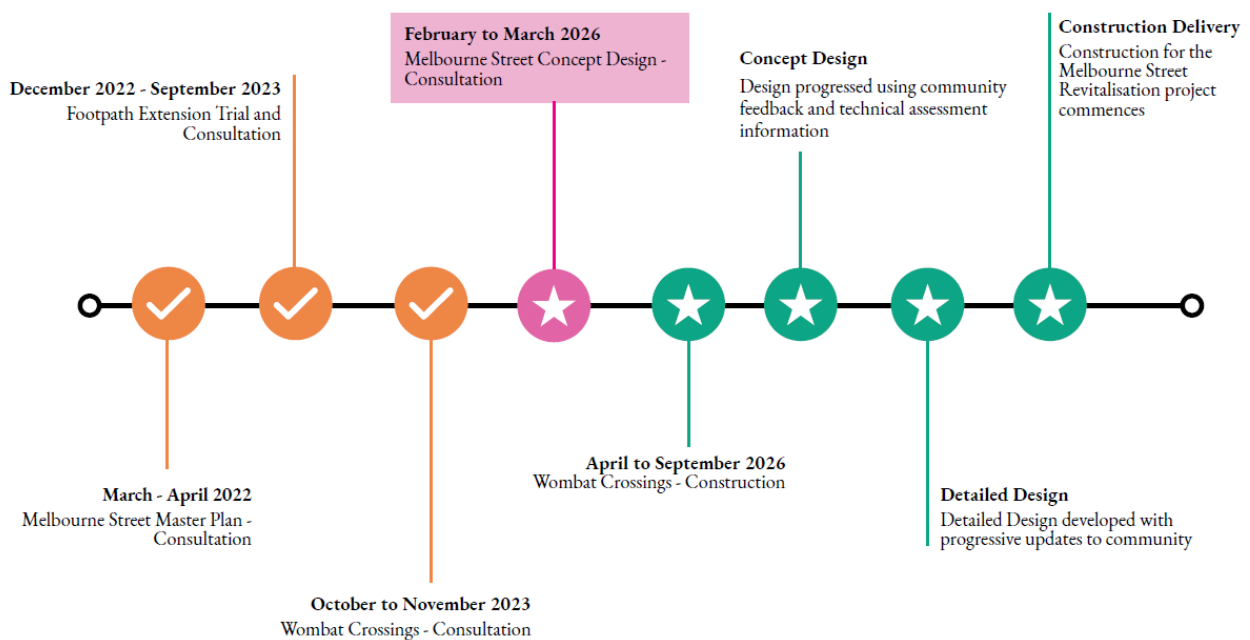 March - April 2022
Melbourne Street Master Plan -
Consultation
December 2022 - September 2023
Footpath Extension Trial and
Consultation
October to November 2023
Wombat Crossings - Consultation
February to March 2026
Melbourne Street Concept Design -
Consultation
April to September 2026
Wombat Crossings - Construction
Concept Design
Design progressed using community
feedback and technical assessment
information
Detailed Design
Detailed Design developed with
progressive updates to community
Construction Delivery
Construction for the
Melbourne Street
Revitalisation project
commences